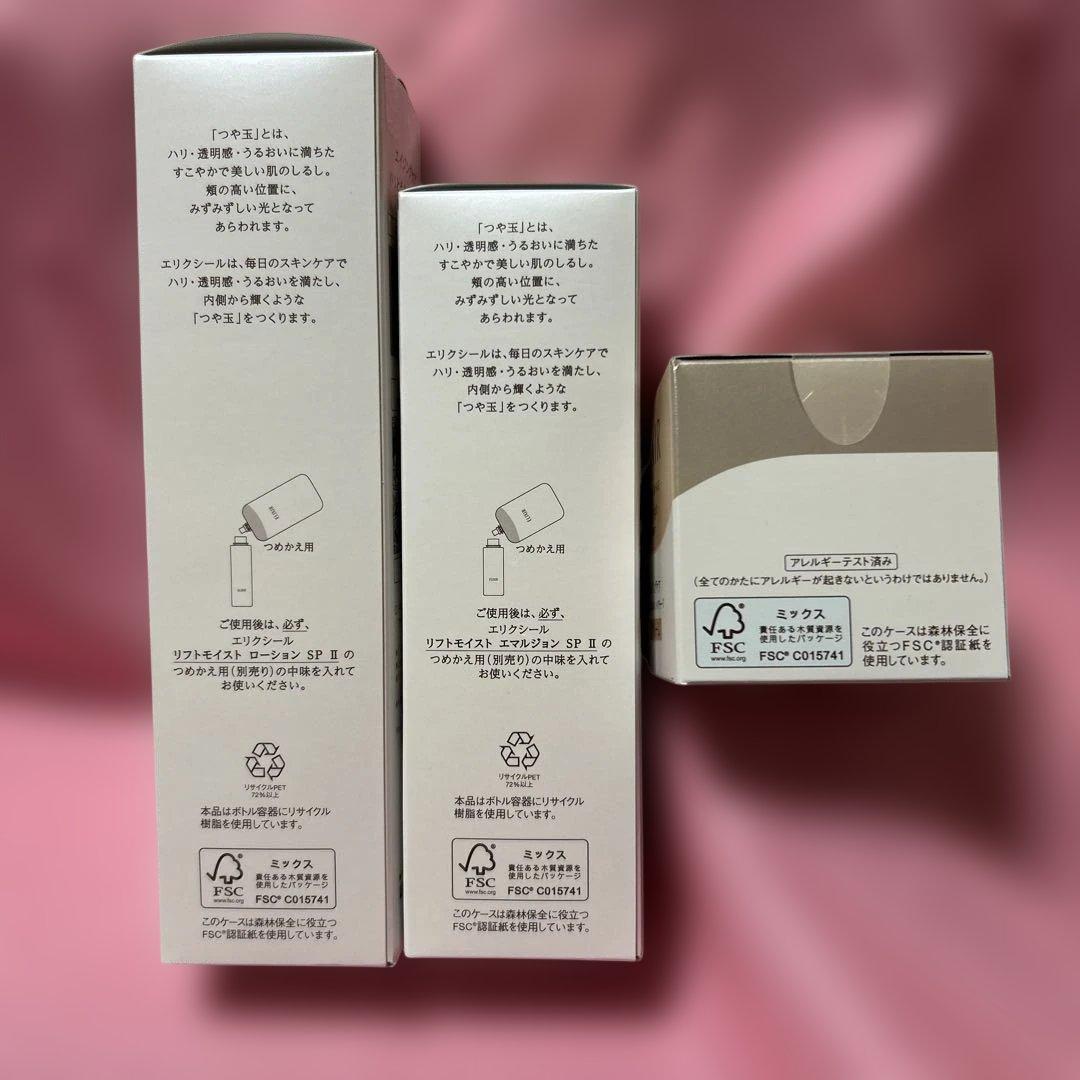 「つや玉」とは、
ハリ・透明感・うるおいに満ちた
すこやかで美しい肌のしるし。
頬の高い位置に、
みずみずしい光となって
あらわれます。
エリクシールは、毎日のスキンケアで
ハリ・透明感・うるおいを満たし、
内側から輝くような
「つや玉」をつくります。
つめかえ用
ご使用後は、必ず、
エリクシール
リフトモイスト ローション SP Ⅱ の
つめかえ用(別売り)の中味を入れて
お使いください。
リサイクルPET
72%以上
本品はボトル容器にリサイクル
樹脂を使用しています。
FSC
www.fsc.org
ミックス
責任ある木質資源を
使用したパッケージ
FSC® C015741
このケースは森林保全に役立つ
FSC®認証紙を使用しています。
「つや玉」とは、
ハリ・透明感・うるおいに満ちた
すこやかで美しい肌のしるし。
頬の高い位置に、
みずみずしい光となって
あらわれます。
エリクシールは、毎日のスキンケアで
ハリ・透明感・うるおいを満たし、
内側から輝くような
「つや玉」をつくります。
つめかえ用
ご使用後は、必ず、
エリクシール
リフトモイスト エマルジョン SP Ⅱ の
つめかえ用(別売り)の中味を入れて
お使いください。
リサイクルPET
72%以上
本品はボトル容器にリサイクル
樹脂を使用しています。
FSC
www.fsc.org
ミックス
責任ある木質資源を
使用したパッケージ
FSC® C015741
このケースは森林保全に役立つ
FSC®認証紙を使用しています。
アレルギーテスト済み
(全てのかたにアレルギーが起きないというわけではありません。)
FSC
www.fsc.org
ミックス
責任ある木質資源を
使用したパッケージ
FSC® C015741
このケースは森林保全に
役立つFSC®認証紙を
使用しています。